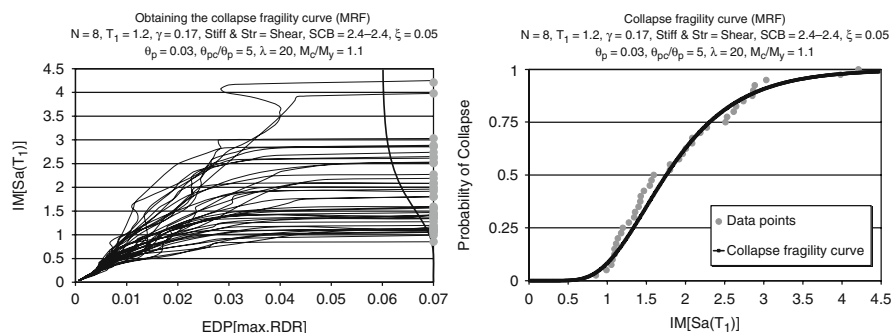 Obtaining the collapse fragility curve (MRF)
N = 8, T1 = 1.2, γ = 0.17, Stiff & Str = Shear, SCB = 2.4–2.4, ξ = 0.05
θp = 0.03, θpc/θp = 5, λ = 20, Mc/My = 1.1
IM[Sa(T1)]
4.5
4
3.5
3
2.5
2
1.5
1
0.5
0
0 0.01 0.02 0.03 0.04 0.05 0.06 0.07
EDP[max.RDR]
Collapse fragility curve (MRF)
N = 8, T1 = 1.2, γ = 0.17, Stiff & Str = Shear, SCB = 2.4–2.4, ξ = 0.05
θp = 0.03, θpc/θp = 5, λ = 20, Mc/My = 1.1
Probability of Collapse
1
0.75
0.5
0.25
0
Data points
Collapse fragility curve
0.0 0.5 1.0 1.5 2.0 2.5 3.0 3.5 4.0 4.5
IM[Sa(T1)]